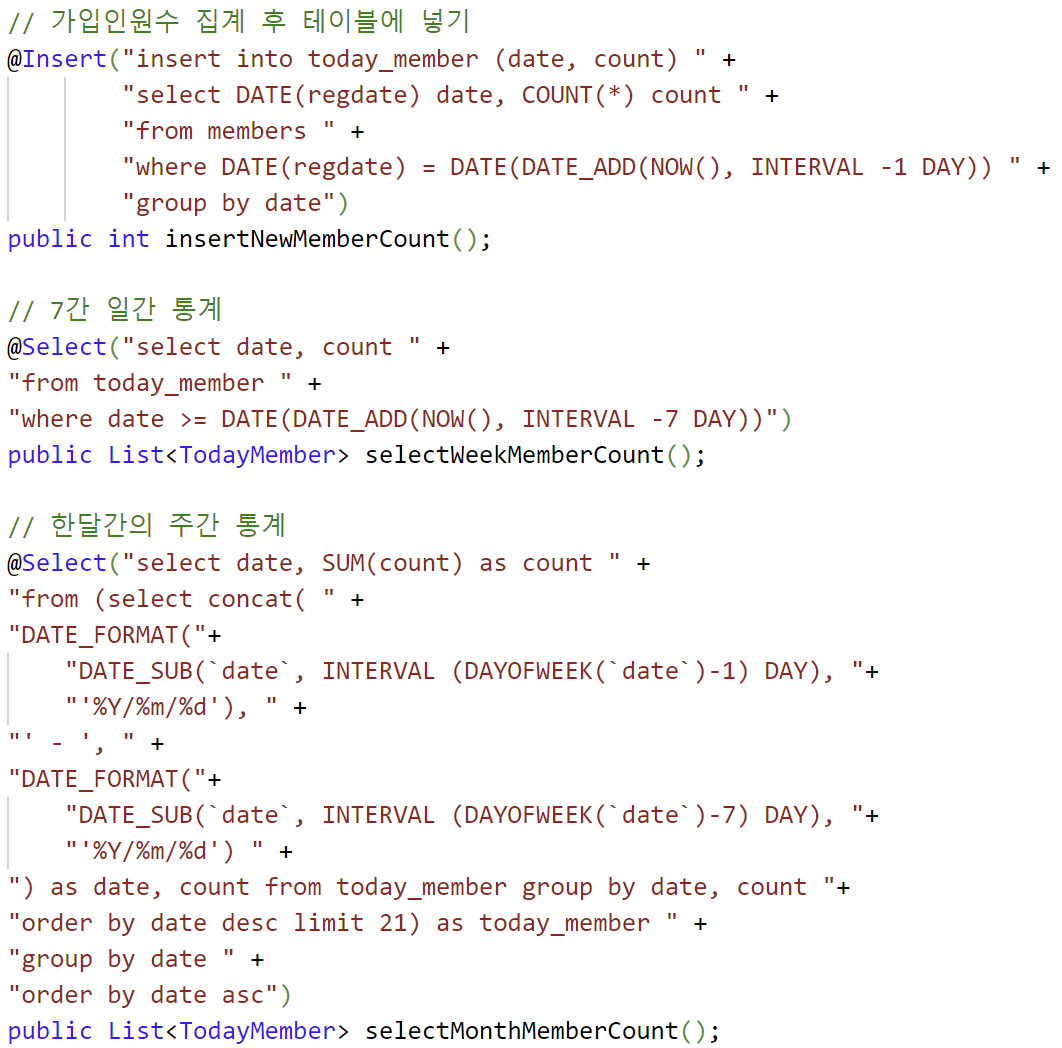 // 가입인원수 집계 후 테이블에 넣기
@Insert("insert into today_member (date, count) " +
"select DATE(regdate) date, COUNT(*) count " +
"from members " +
"where DATE(regdate) = DATE(DATE_ADD(NOW(), INTERVAL -1 DAY)) " +
"group by date")
public int insertNewMemberCount();
// 7간 일간 통계
@Select("select date, count " +
"from today_member " +
"where date >= DATE(DATE_ADD(NOW(), INTERVAL -7 DAY))")
public List<TodayMember> selectWeekMemberCount();
// 한달간의 주간 통계
@Select("select date, SUM(count) as count " +
"from (select concat( " +
"DATE_FORMAT("+
"DATE_SUB(`date`, INTERVAL (DAYOFWEEK(`date`)-1) DAY), "+
"'%Y/%m/%d'), " +
"' - ', " +
"DATE_FORMAT("+
"DATE_SUB(`date`, INTERVAL (DAYOFWEEK(`date`)-7) DAY), "+
"'%Y/%m/%d') " +
") as date, count from today_member group by date, count "+
"order by date desc limit 21) as today_member " +
"group by date " +
"order by date asc")
public List<TodayMember> selectMonthMemberCount();